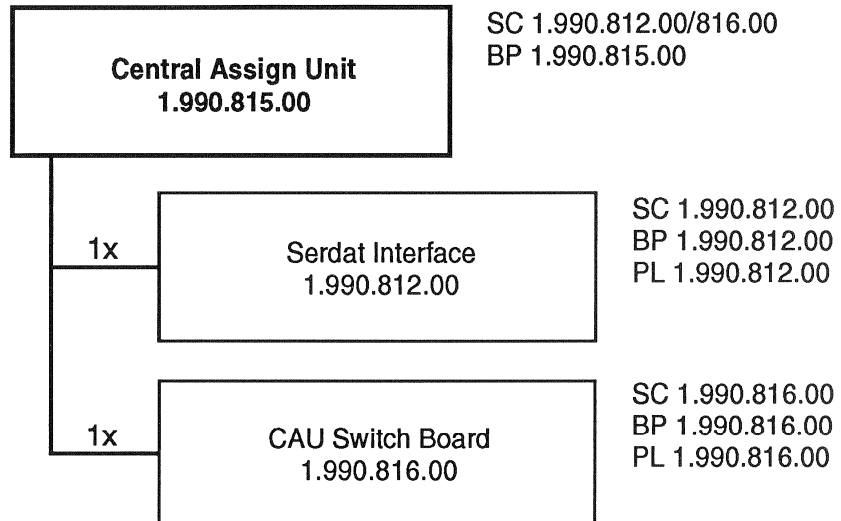 Central Assign Unit
1.990.815.00
SC 1.990.812.00/816.00
BP 1.990.815.00
1x
Serdat Interface
1.990.812.00
SC 1.990.812.00
BP 1.990.812.00
PL 1.990.812.00
1x
CAU Switch Board
1.990.816.00
SC 1.990.816.00
BP 1.990.816.00
PL 1.990.816.00